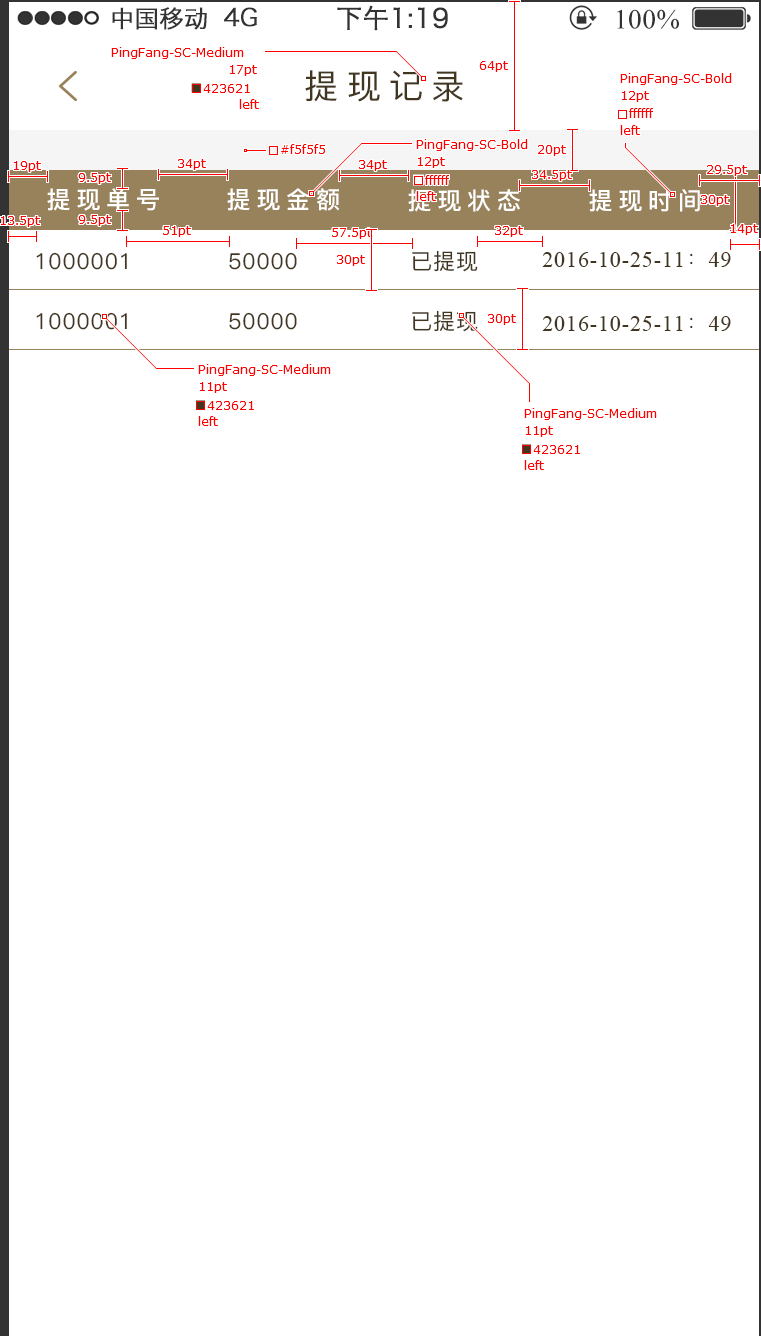 中国移动 4G 下午1:19 100%
PingFang-SC-Medium
17pt
423621
left
提现记录
64pt
PingFang-SC-Bold
12pt
ffffff
left
#f5f5f5
PingFang-SC-Bold
12pt
ffffff
left
20pt
19pt 9.5pt 34pt 34pt 34.5pt 29.5pt
提现单号 提现金额 提现状态 提现时间
30pt
13.5pt 9.5pt 51pt 57.5pt 32pt 14pt
1000001 50000 已提现 2016-10-25-11：49
30pt
1000001 50000 已提现 2016-10-25-11：49
30pt
PingFang-SC-Medium
11pt
423621
left
PingFang-SC-Medium
11pt
423621
left